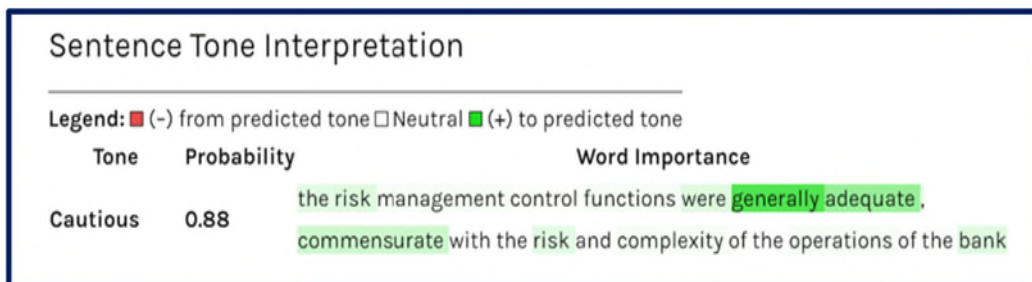 Sentence Tone Interpretation
Legend: (-) from predicted tone Neutral (+) to predicted tone
Tone Probability Word Importance
Cautious 0.88
the risk management control functions were generally adequate,
commensurate with the risk and complexity of the operations of the bank